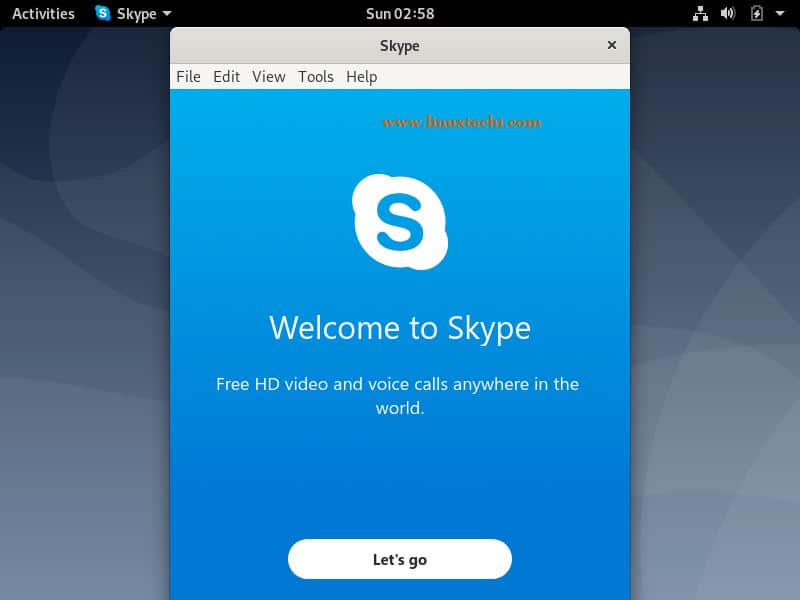 Activities Skype Sun 02:58
Skype
File Edit View Tools Help
www.linuxtechi.com
S
Welcome to Skype
Free HD video and voice calls anywhere in the
world.
Let's go